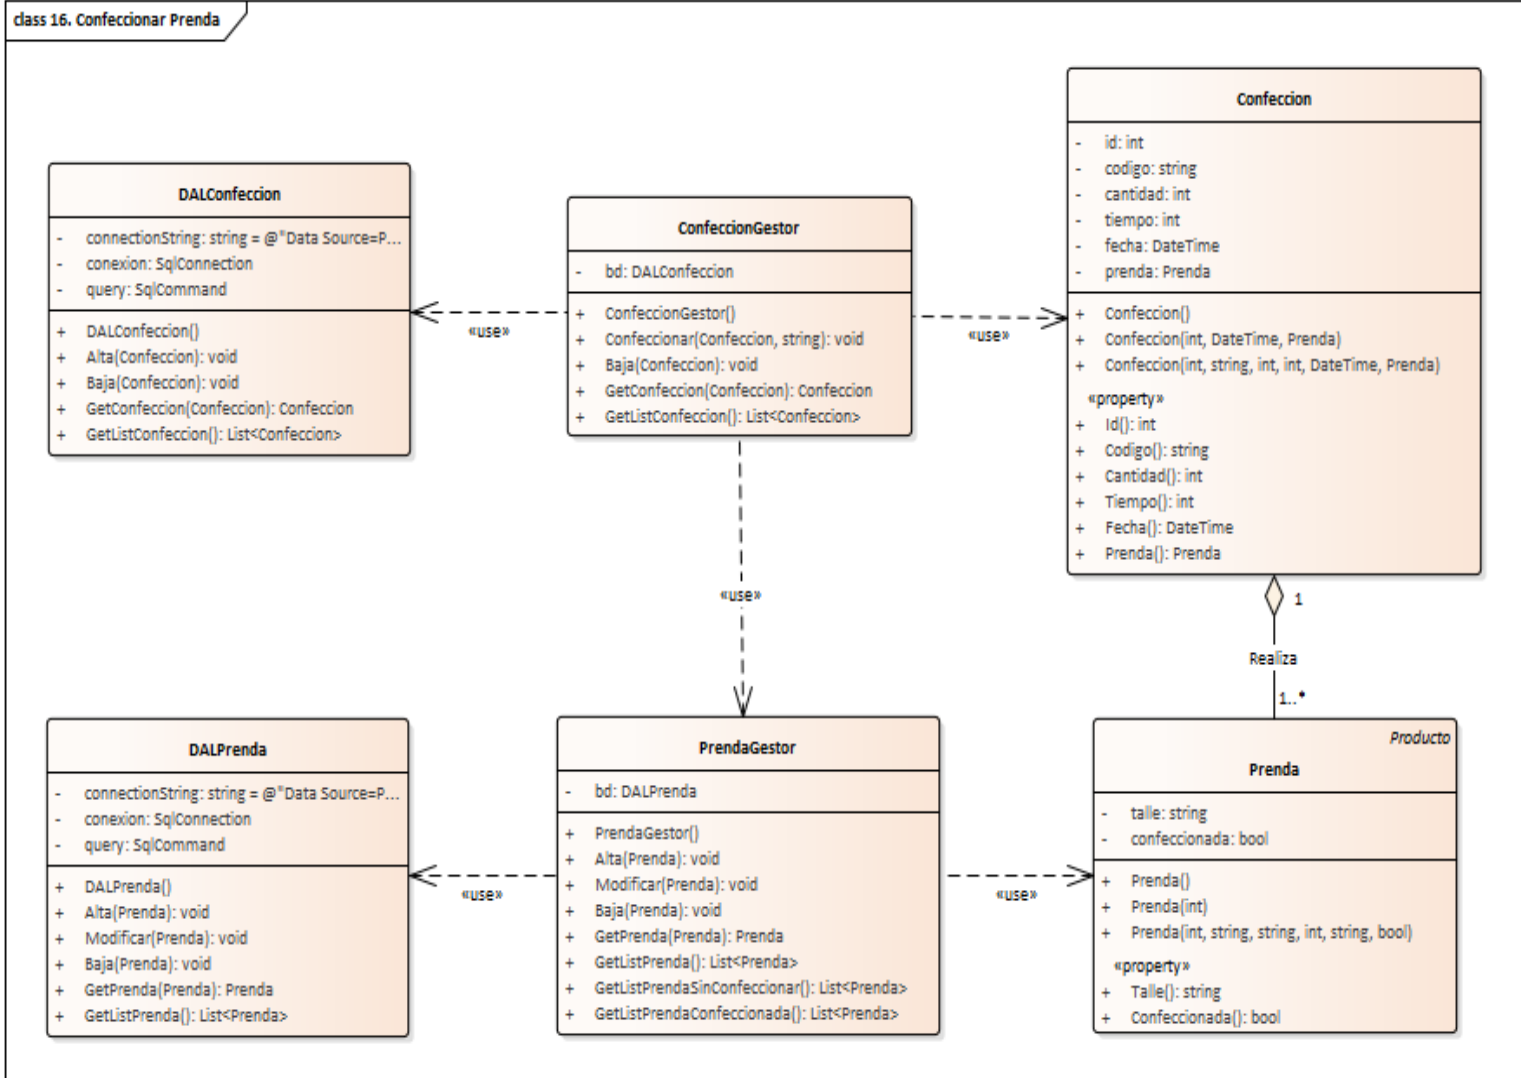 class 16. Confeccionar Prenda
Confeccion
- id: int
- codigo: string
- cantidad: int
- tiempo: int
- fecha: DateTime
- prenda: Prenda
+ Confeccion()
+ Confeccion(int, DateTime, Prenda)
+ Confeccion(int, string, int, int, DateTime, Prenda)
«property»
+ Id(): int
+ Codigo(): string
+ Cantidad(): int
+ Tiempo(): int
+ Fecha(): DateTime
+ Prenda(): Prenda
DALConfeccion
- connectionString: string = @"Data Source=P...
- conexion: SqlConnection
- query: SqlCommand
+ DALConfeccion()
+ Alta(Confeccion): void
+ Baja(Confeccion): void
+ GetConfeccion(Confeccion): Confeccion
+ GetListConfeccion(): List<Confeccion>
«use»
ConfeccionGestor
- bd: DALConfeccion
+ ConfeccionGestor()
+ Confeccionar(Confeccion, string): void
+ Baja(Confeccion): void
+ GetConfeccion(Confeccion): Confeccion
+ GetListConfeccion(): List<Confeccion>
«use»
«use»
1
Realiza
1..*
DALPrenda
- connectionString: string = @"Data Source=P...
- conexion: SqlConnection
- query: SqlCommand
+ DALPrenda()
+ Alta(Prenda): void
+ Modificar(Prenda): void
+ Baja(Prenda): void
+ GetPrenda(Prenda): Prenda
+ GetListPrenda(): List<Prenda>
«use»
PrendaGestor
- bd: DALPrenda
+ PrendaGestor()
+ Alta(Prenda): void
+ Modificar(Prenda): void
+ Baja(Prenda): void
+ GetPrenda(Prenda): Prenda
+ GetListPrenda(): List<Prenda>
+ GetListPrendaSinConfeccionar(): List<Prenda>
+ GetListPrendaConfeccionada(): List<Prenda>
«use»
Producto
Prenda
- talle: string
- confeccionada: bool
+ Prenda()
+ Prenda(int)
+ Prenda(int, string, string, int, string, bool)
«property»
+ Talle(): string
+ Confeccionada(): bool